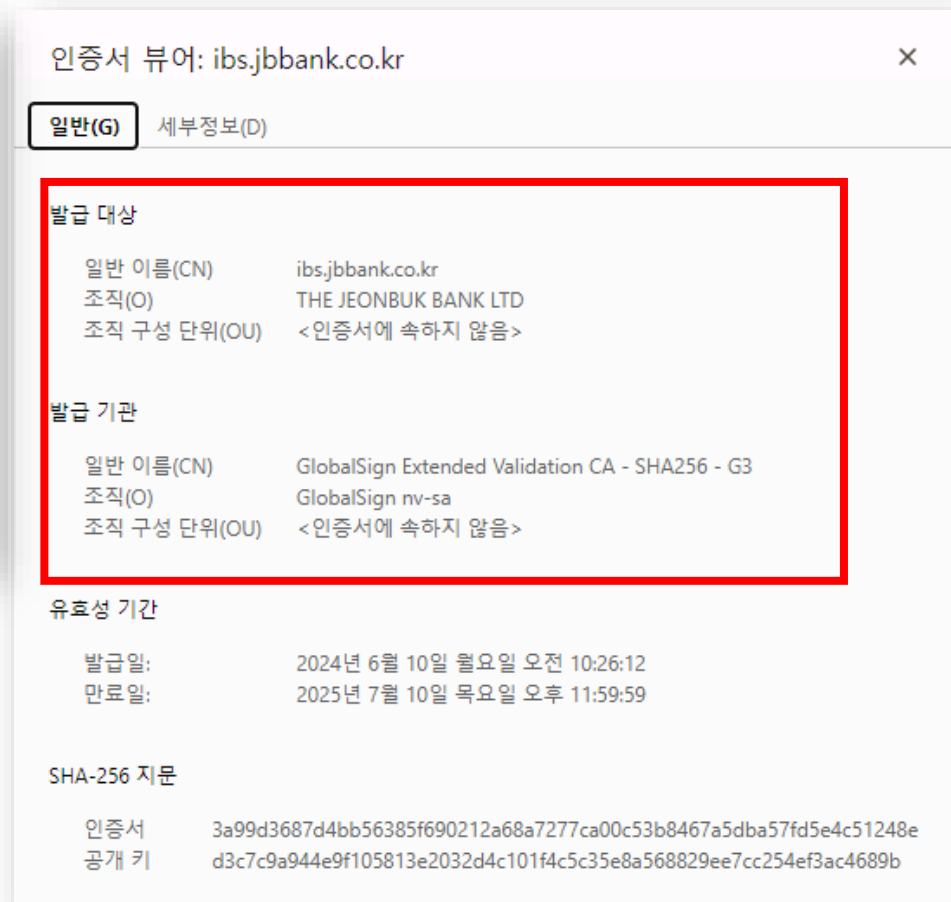 인증서 뷰어: ibs.jbbank.co.kr ×
일반(G) 세부정보(D)
발급 대상
일반 이름(CN) ibs.jbbank.co.kr
조직(O) THE JEONBUK BANK LTD
조직 구성 단위(OU) <인증서에 속하지 않음>
발급 기관
일반 이름(CN) GlobalSign Extended Validation CA - SHA256 - G3
조직(O) GlobalSign nv-sa
조직 구성 단위(OU) <인증서에 속하지 않음>
유효성 기간
발급일: 2024년 6월 10일 월요일 오전 10:26:12
만료일: 2025년 7월 10일 목요일 오후 11:59:59
SHA-256 지문
인증서 3a99d3687d4bb56385f690212a68a7277ca00c53b8467a5dba57fd5e4c51248e
공개 키 d3c7c9a944e9f105813e2032d4c101f4c5c35e8a568829ee7cc254ef3ac4689b